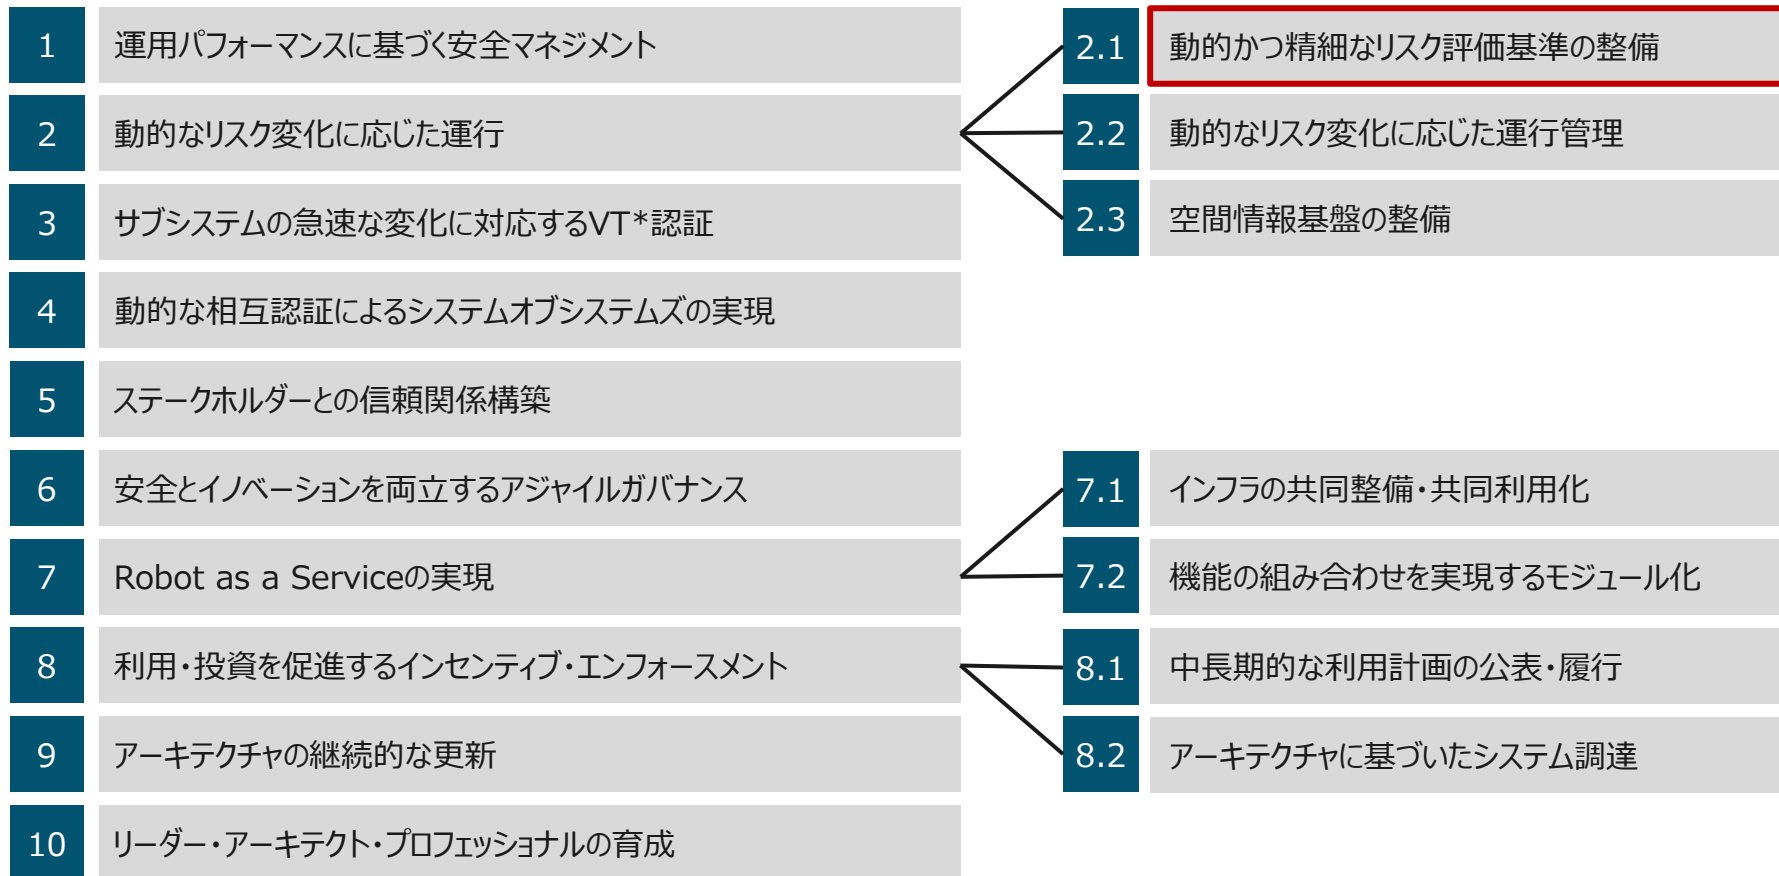 1 運用パフォーマンスに基づく安全マネジメント
2 動的なリスク変化に応じた運行
2.1 動的かつ精細なリスク評価基準の整備
2.2 動的なリスク変化に応じた運行管理
2.3 空間情報基盤の整備
3 サブシステムの急速な変化に対応するVT*認証
4 動的な相互認証によるシステムオブシステムズの実現
5 ステークホルダーとの信頼関係構築
6 安全とイノベーションを両立するアジャイルガバナンス
7 Robot as a Serviceの実現
7.1 インフラの共同整備・共同利用化
7.2 機能の組み合わせを実現するモジュール化
8 利用・投資を促進するインセンティブ・エンフォースメント
8.1 中長期的な利用計画の公表・履行
8.2 アーキテクチャに基づいたシステム調達
9 アーキテクチャの継続的な更新
10 リーダー・アーキテクト・プロフェッショナルの育成